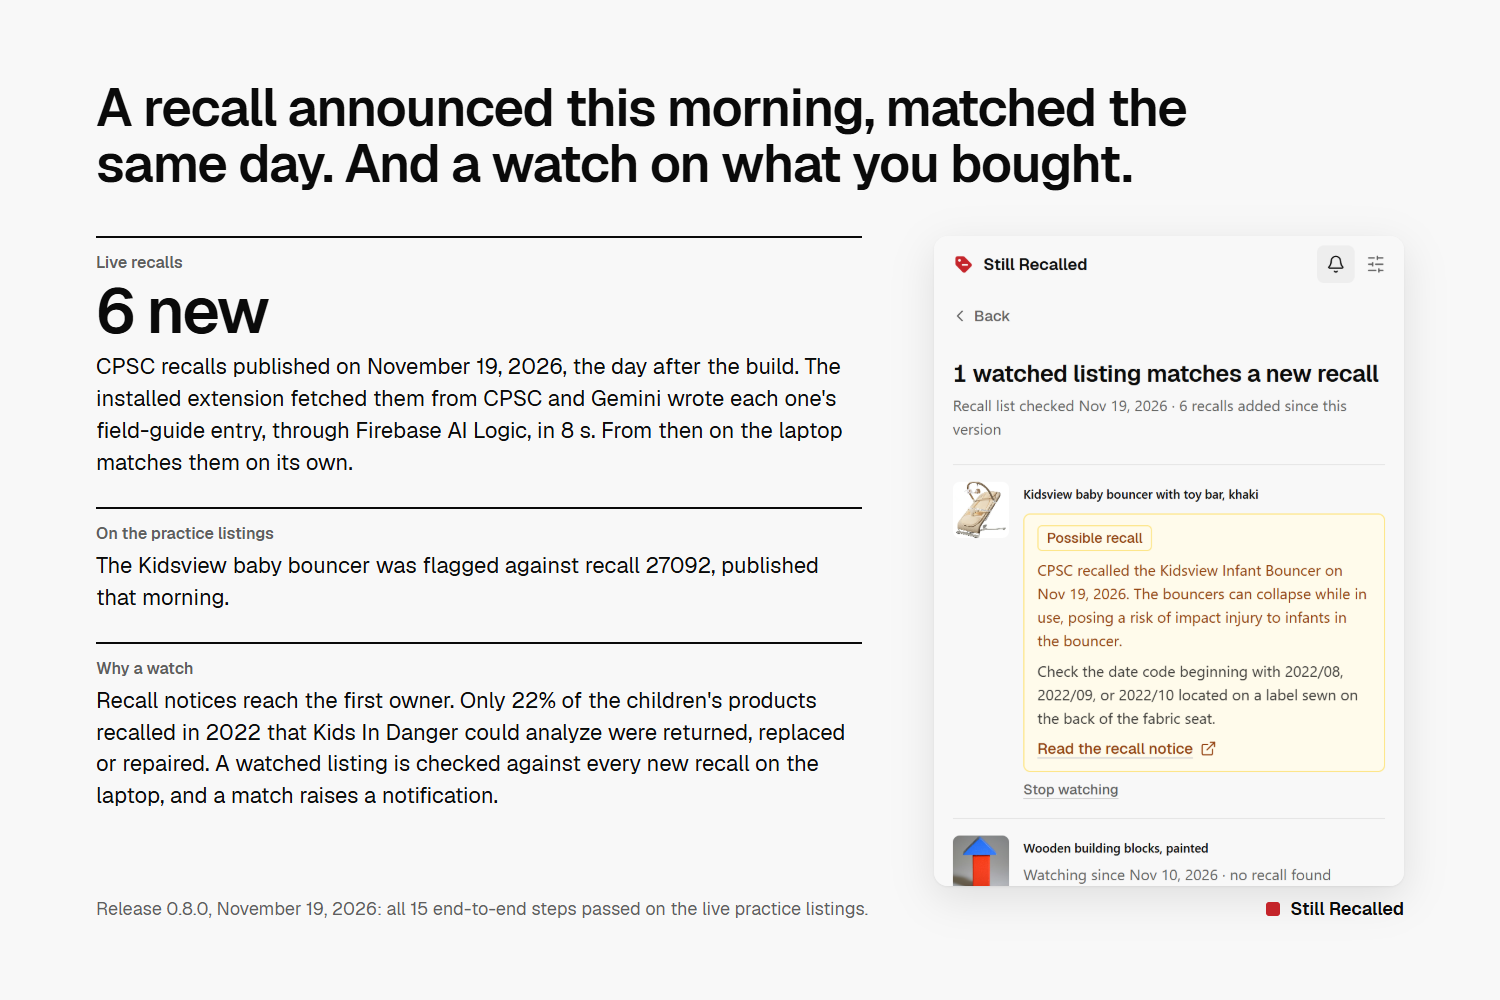 A recall announced this morning, matched the
same day. And a watch on what you bought.
Live recalls
6 new
CPSC recalls published on November 19, 2026, the day after the build. The
installed extension fetched them from CPSC and Gemini wrote each one's
field-guide entry, through Firebase AI Logic, in 8 s. From then on the laptop
matches them on its own.
On the practice listings
The Kidsview baby bouncer was flagged against recall 27092, published
that morning.
Why a watch
Recall notices reach the first owner. Only 22% of the children's products
recalled in 2022 that Kids In Danger could analyze were returned, replaced
or repaired. A watched listing is checked against every new recall on the
laptop, and a match raises a notification.
Release 0.8.0, November 19, 2026: all 15 end-to-end steps passed on the live practice listings.
Still Recalled
Back
1 watched listing matches a new recall
Recall list checked Nov 19, 2026 · 6 recalls added since this
version
Kidsview baby bouncer with toy bar, khaki
Possible recall
CPSC recalled the Kidsview Infant Bouncer on
Nov 19, 2026. The bouncers can collapse while in
use, posing a risk of impact injury to infants in
the bouncer.
Check the date code beginning with 2022/08,
2022/09, or 2022/10 located on a label sewn on
the back of the fabric seat.
Read the recall notice
Stop watching
Wooden building blocks, painted
Watching since Nov 10, 2026 · no recall found
Still Recalled